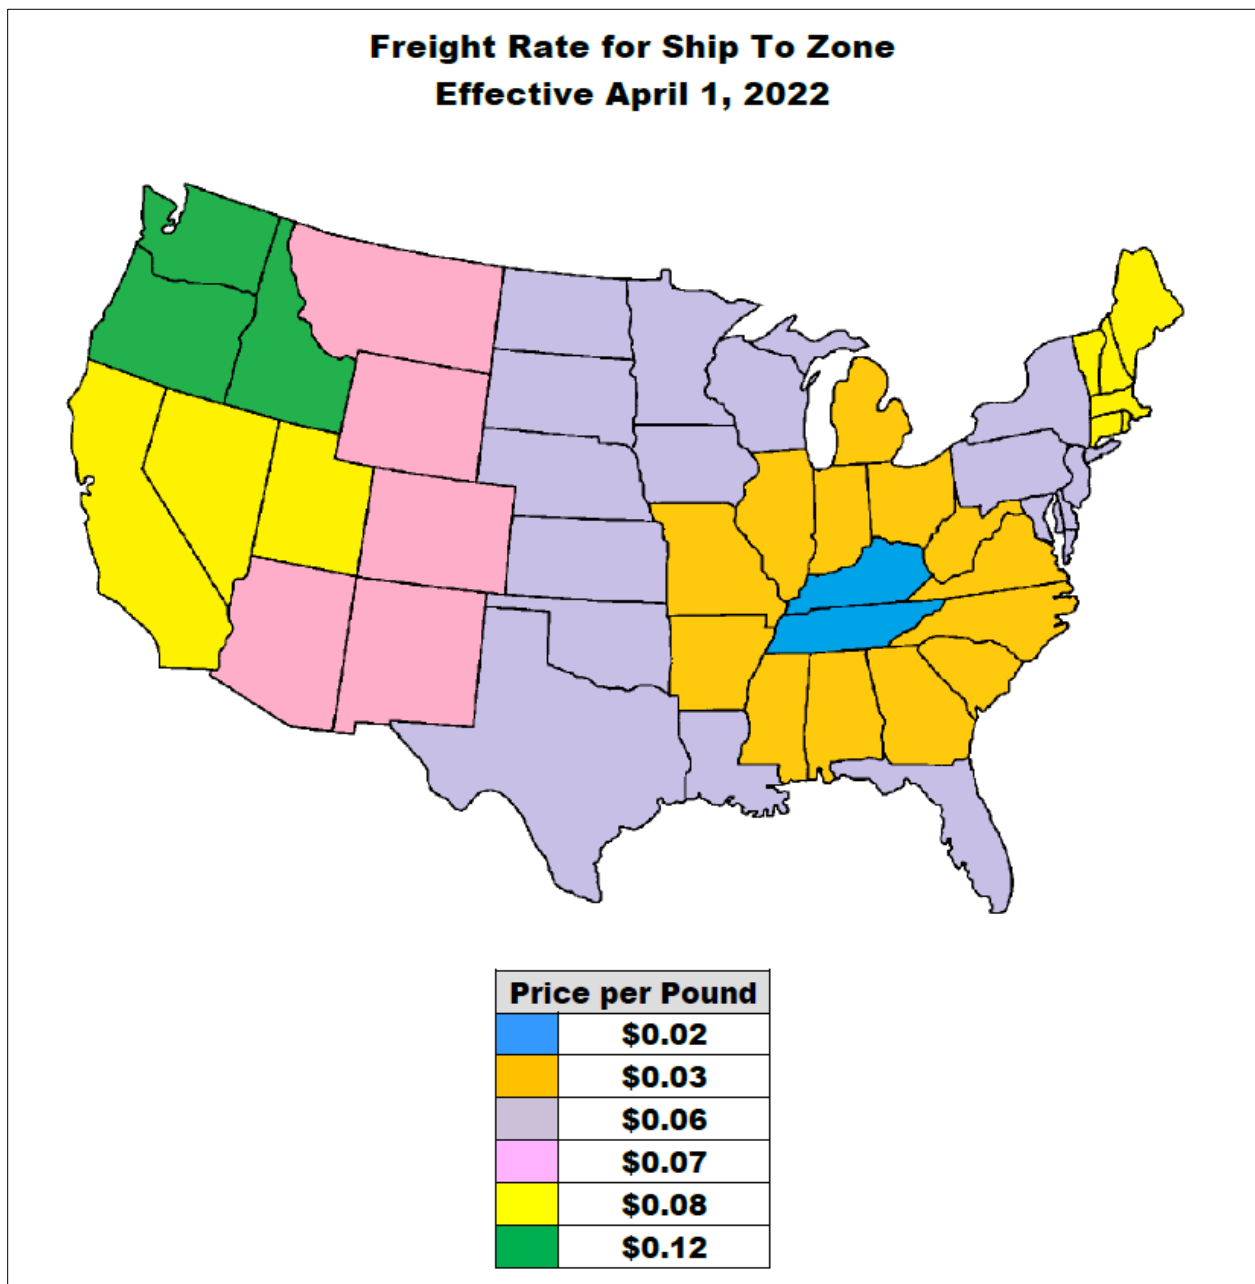 Freight Rate for Ship To Zone
Effective April 1, 2022
Price per Pound
$0.02
$0.03
$0.06
$0.07
$0.08
$0.12